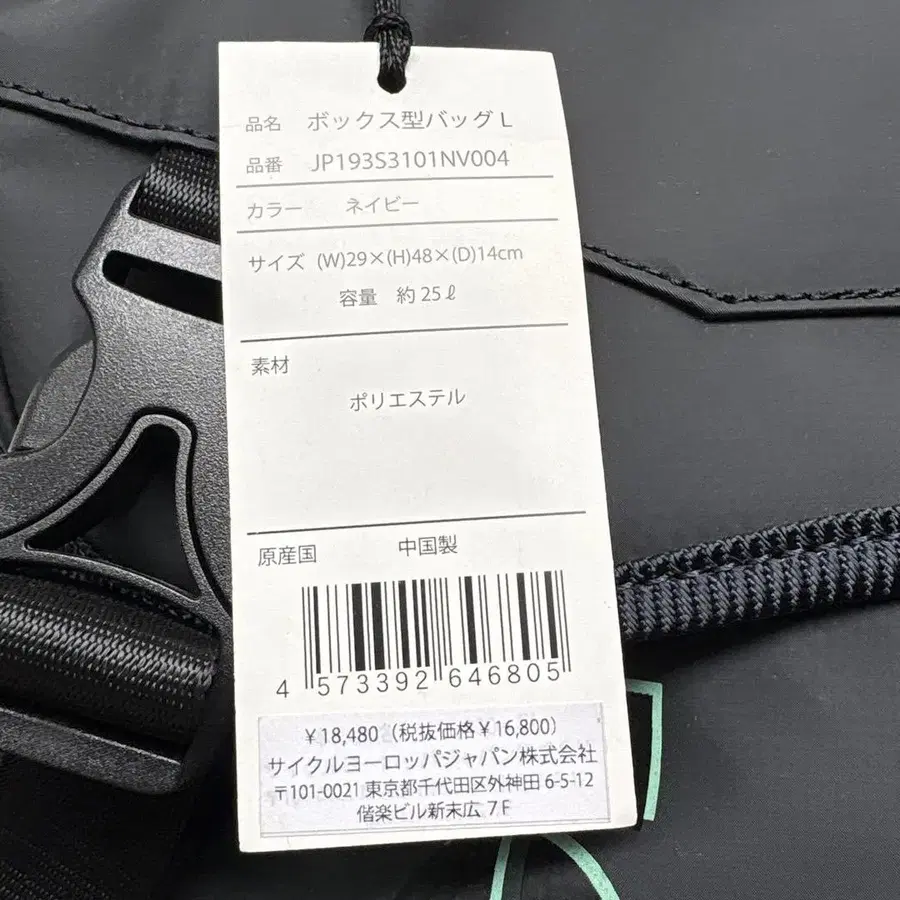 品名 ボックス型バッグ L
品番 JP193S3101NV004
カラー ネイビー
サイズ (W)29×(H)48×(D)14cm
容量 約25ℓ
素材
ポリエステル
原産国 中国製
4 573392 646805
￥18,480（税抜価格￥16,800）
サイクルヨーロッパジャパン株式会社
〒101-0021 東京都千代田区外神田 6-5-12
偕楽ビル新末広 7F